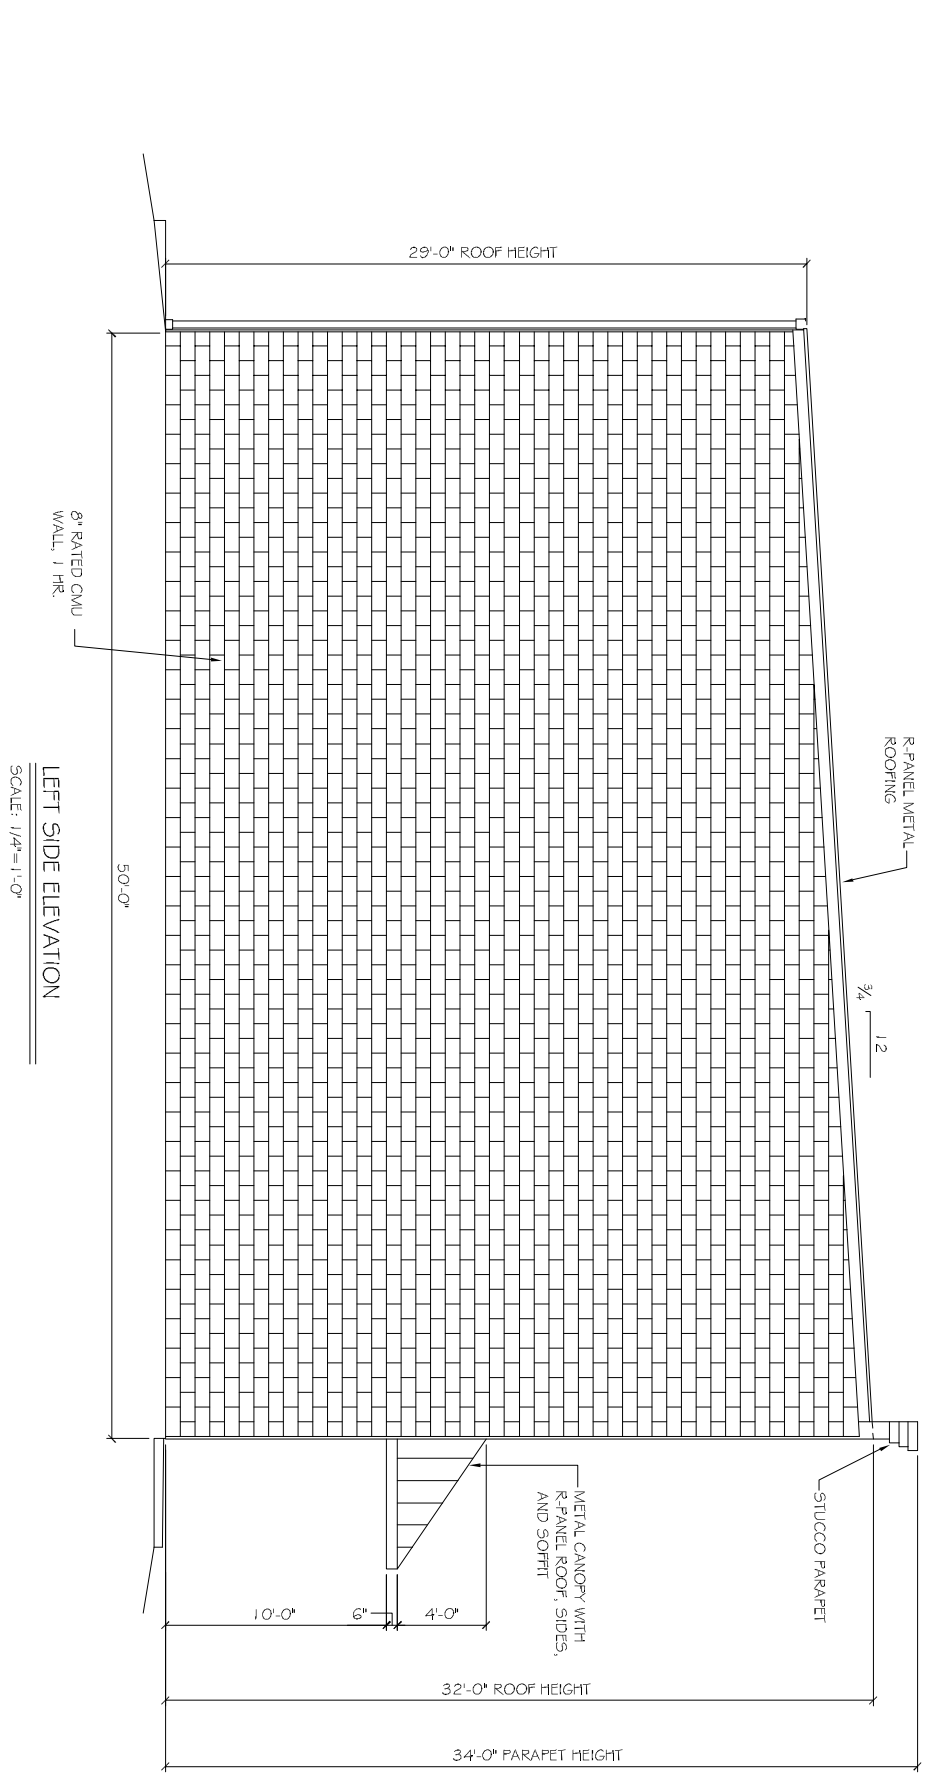 R-PANEL METAL
ROOFING
3/4
12
STUCCO PARAPET
29'-0" ROOF HEIGHT
METAL CANOPY WITH
R-PANEL ROOF, SIDES,
AND SOFFIT
4'-0"
6"
10'-0"
32'-0" ROOF HEIGHT
34'-0" PARAPET HEIGHT
50'-0"
8" RATED CMU
WALL, 1 HR.
LEFT SIDE ELEVATION
SCALE: 1/4"=1'-0"